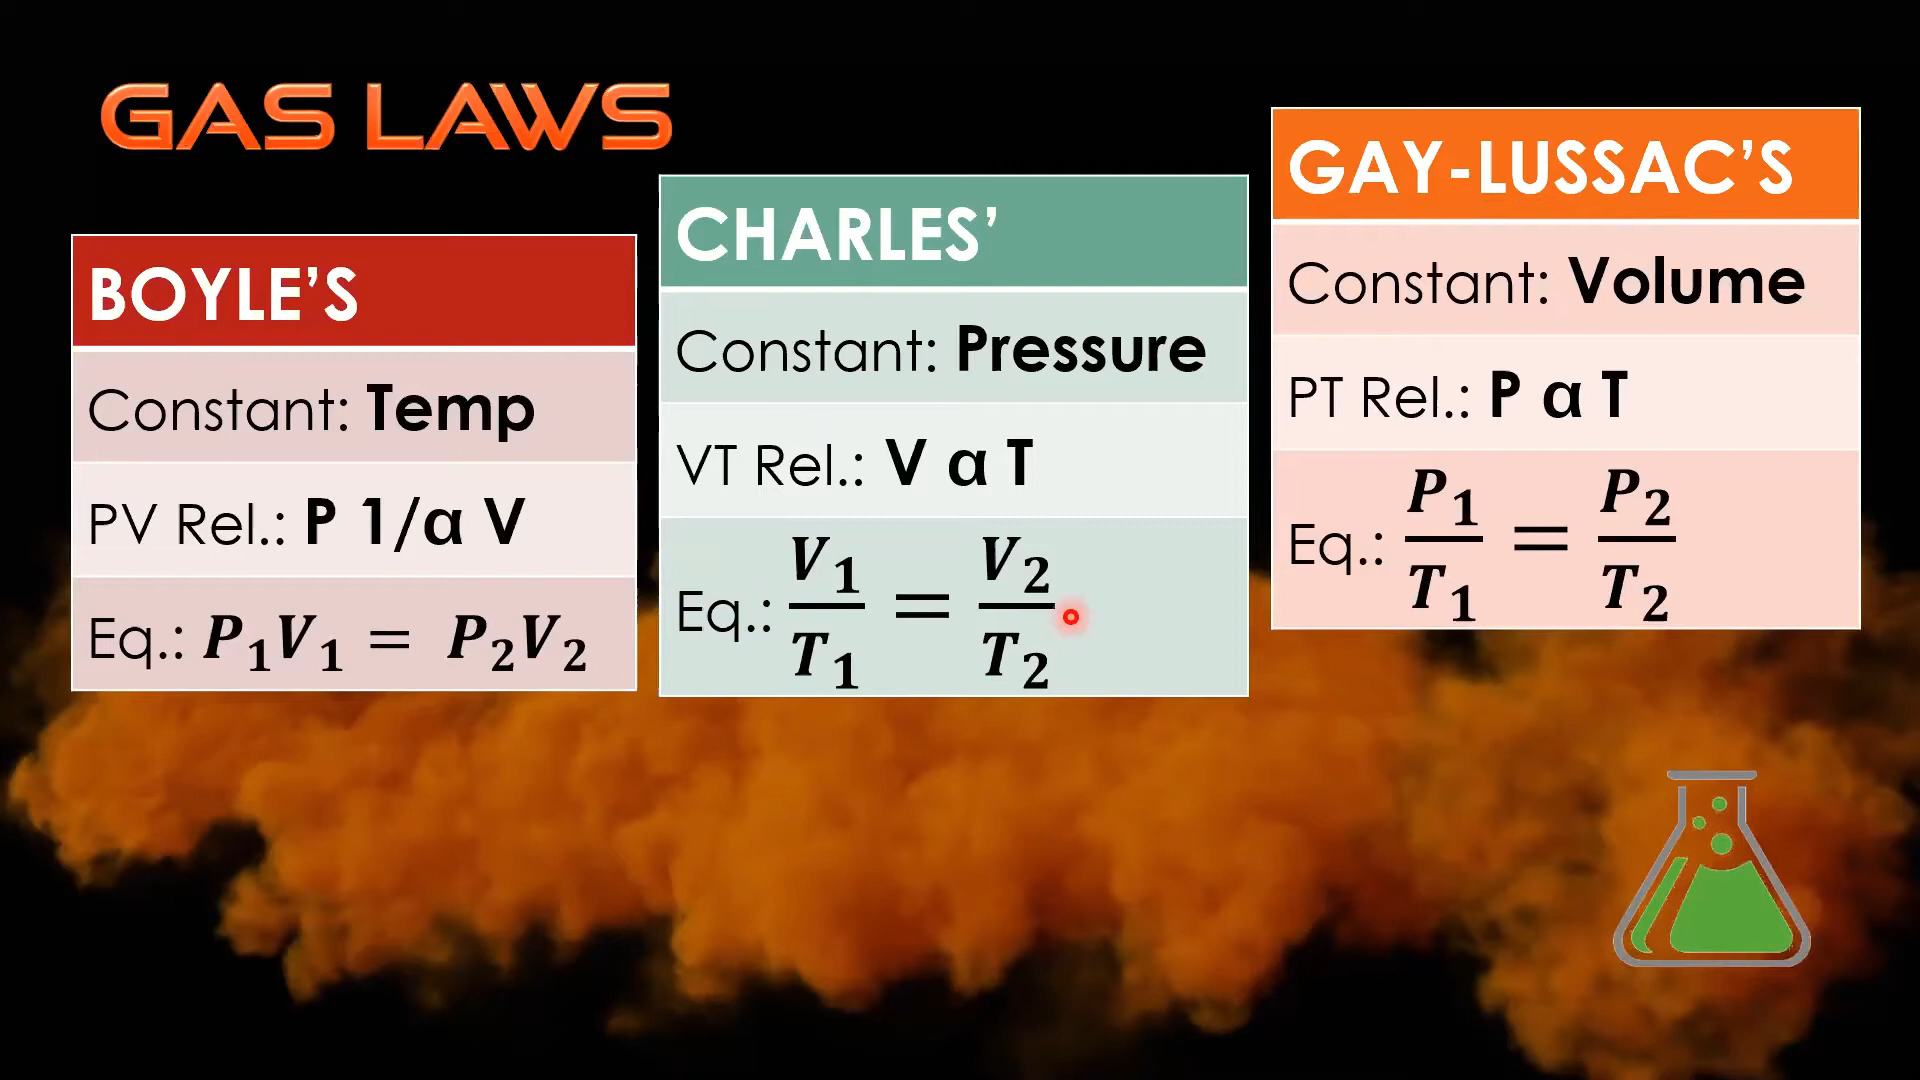 GAS LAWS
BOYLE’S
Constant: Temp
PV Rel.: P 1/α V
Eq.: P₁V₁ = P₂V₂
CHARLES’
Constant: Pressure
VT Rel.: V α T
Eq.: V₁/T₁ = V₂/T₂
GAY-LUSSAC’S
Constant: Volume
PT Rel.: P α T
Eq.: P₁/T₁ = P₂/T₂